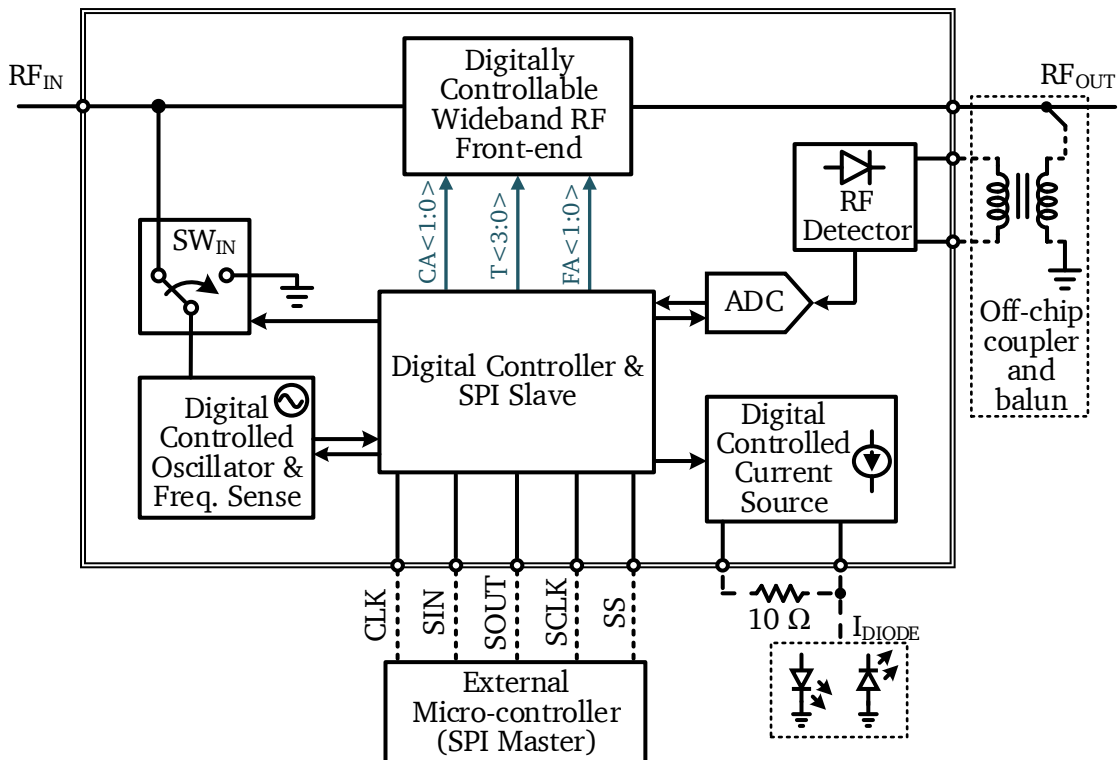 RF_IN
Digitally
Controllable
Wideband RF
Front-end
RF_OUT
CA<1:0>
T<3:0>
FA<1:0>
RF
Detector
SW_IN
ADC
Off-chip
coupler
and
balun
Digital Controller &
SPI Slave
Digital
Controlled
Oscillator &
Freq. Sense
Digital
Controlled
Current
Source
CLK
SIN
SOUT
SCLK
SS
10 Ω
I_DIODE
External
Micro-controller
(SPI Master)